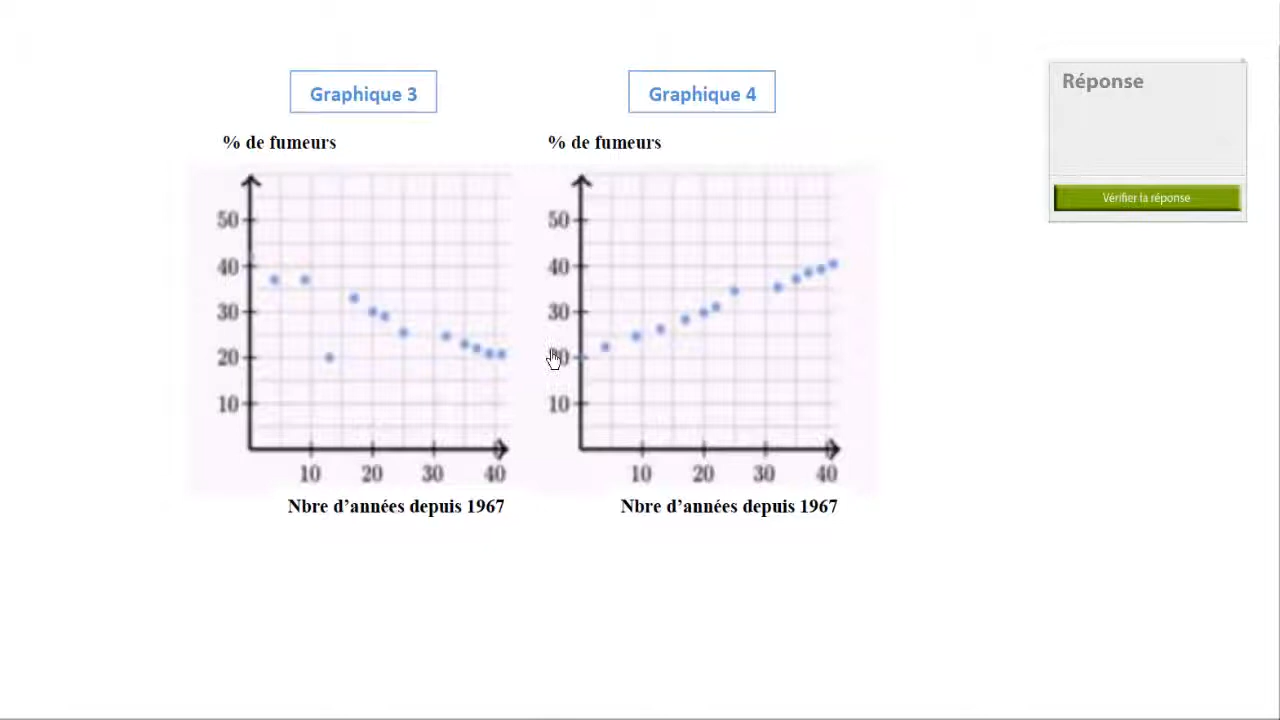 Graphique 3
Graphique 4
Réponse
% de fumeurs
% de fumeurs
Vérifier la réponse
50
40
30
20
10
10 20 30 40
Nbre d'années depuis 1967
50
40
30
10
10 20 30 40
Nbre d'années depuis 1967